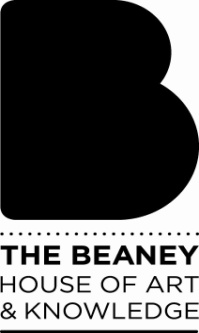 B
THE BEANEY
HOUSE OF ART
& KNOWLEDGE